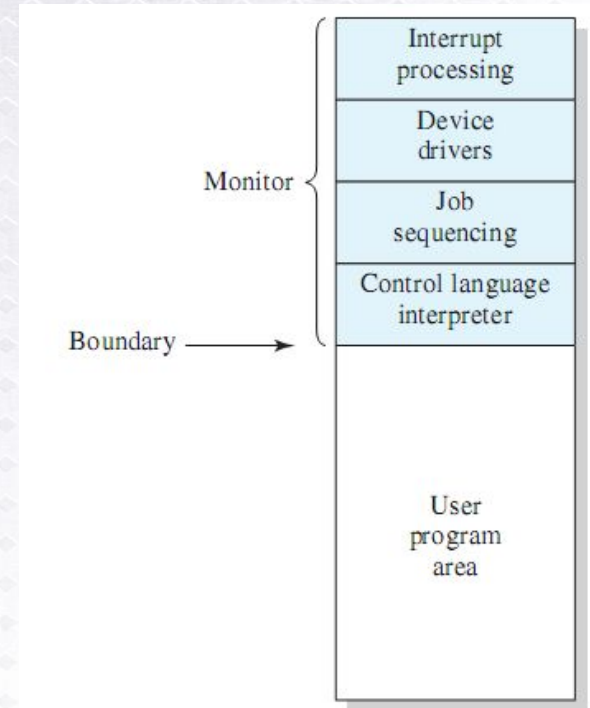 Interrupt
processing
Device
drivers
Monitor
Job
sequencing
Control language
interpreter
Boundary
User
program
area